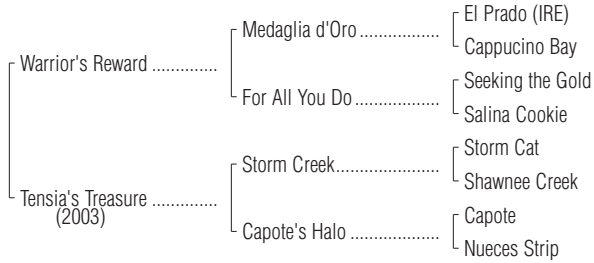 El Prado (IRE)
Medaglia d'Oro ..................
Cappucino Bay
Warrior's Reward ..............
Seeking the Gold
For All You Do ...................
Salina Cookie
Storm Cat
Storm Creek.......................
Shawnee Creek
Tensia's Treasure ..............
(2003)
Capote
Capote's Halo ....................
Nueces Strip